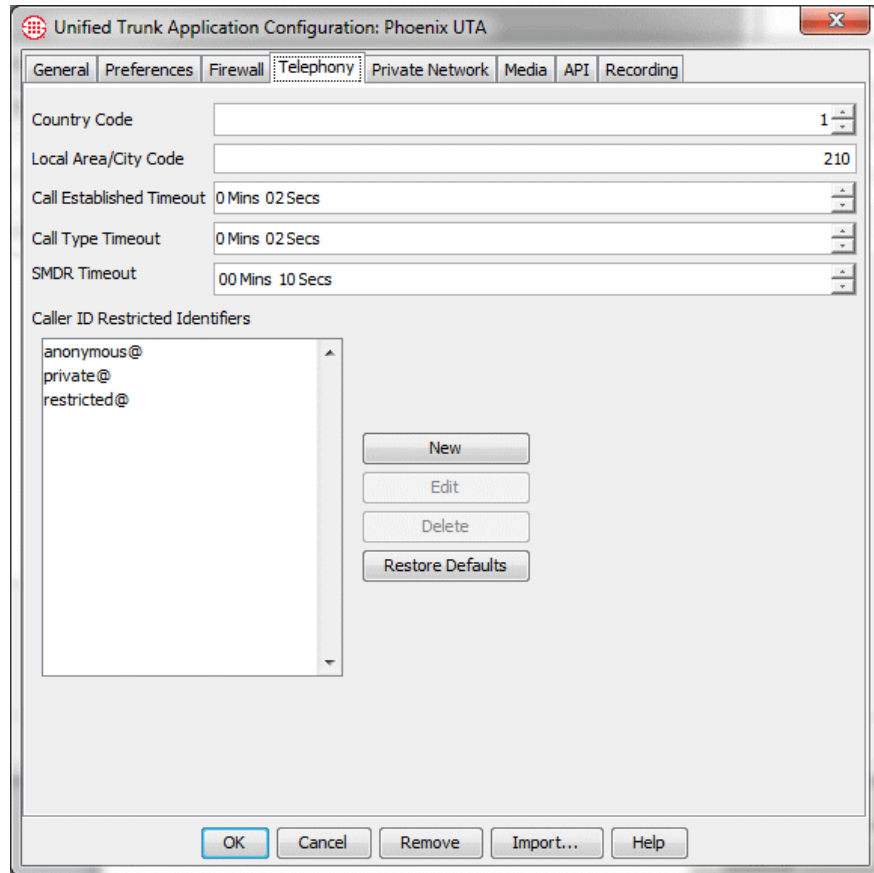 Unified Trunk Application Configuration: Phoenix UTA
General Preferences Firewall Telephony Private Network Media API Recording
Country Code 1
Local Area/City Code 210
Call Established Timeout 0 Mins 02 Secs
Call Type Timeout 0 Mins 02 Secs
SMDR Timeout 00 Mins 10 Secs
Caller ID Restricted Identifiers
anonymous@
private@
restricted@
New
Edit
Delete
Restore Defaults
OK Cancel Remove Import... Help